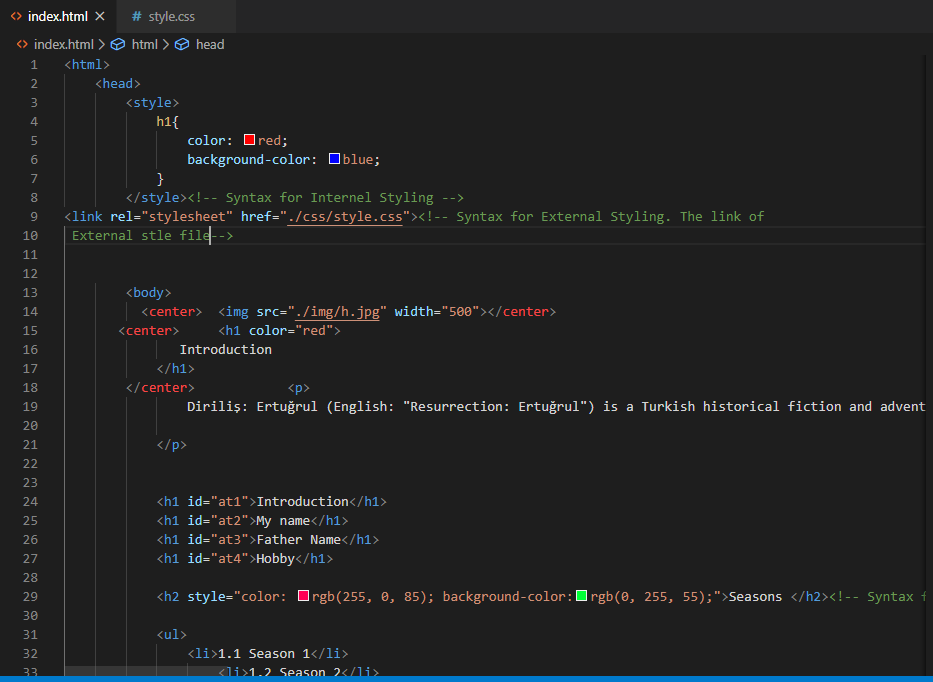 <> index.html ×  # style.css
<> index.html > html > head
1 <html>
2 <head>
3 <style>
4 h1{
5 color: red;
6 background-color: blue;
7 }
8 </style><!-- Syntax for Internel Styling -->
9 <link rel="stylesheet" href="./css/style.css"><!-- Syntax for External Styling. The link of
10 External stle file-->
11
12
13 <body>
14 <center>  <img src="./img/h.jpg" width="500"></center>
15 <center>     <h1 color="red">
16 Introduction
17 </h1>
18 </center>            <p>
19 Diriliş: Ertuğrul (English: "Resurrection: Ertuğrul") is a Turkish historical fiction and advent
20
21 </p>
22
23
24 <h1 id="at1">Introduction</h1>
25 <h1 id="at2">My name</h1>
26 <h1 id="at3">Father Name</h1>
27 <h1 id="at4">Hobby</h1>
28
29 <h2 style="color: rgb(255, 0, 85); background-color: rgb(0, 255, 55);">Seasons </h2><!-- Syntax f
30
31 <ul>
32 <li>1.1 Season 1</li>
33 <li>1.2 Season 2</li>